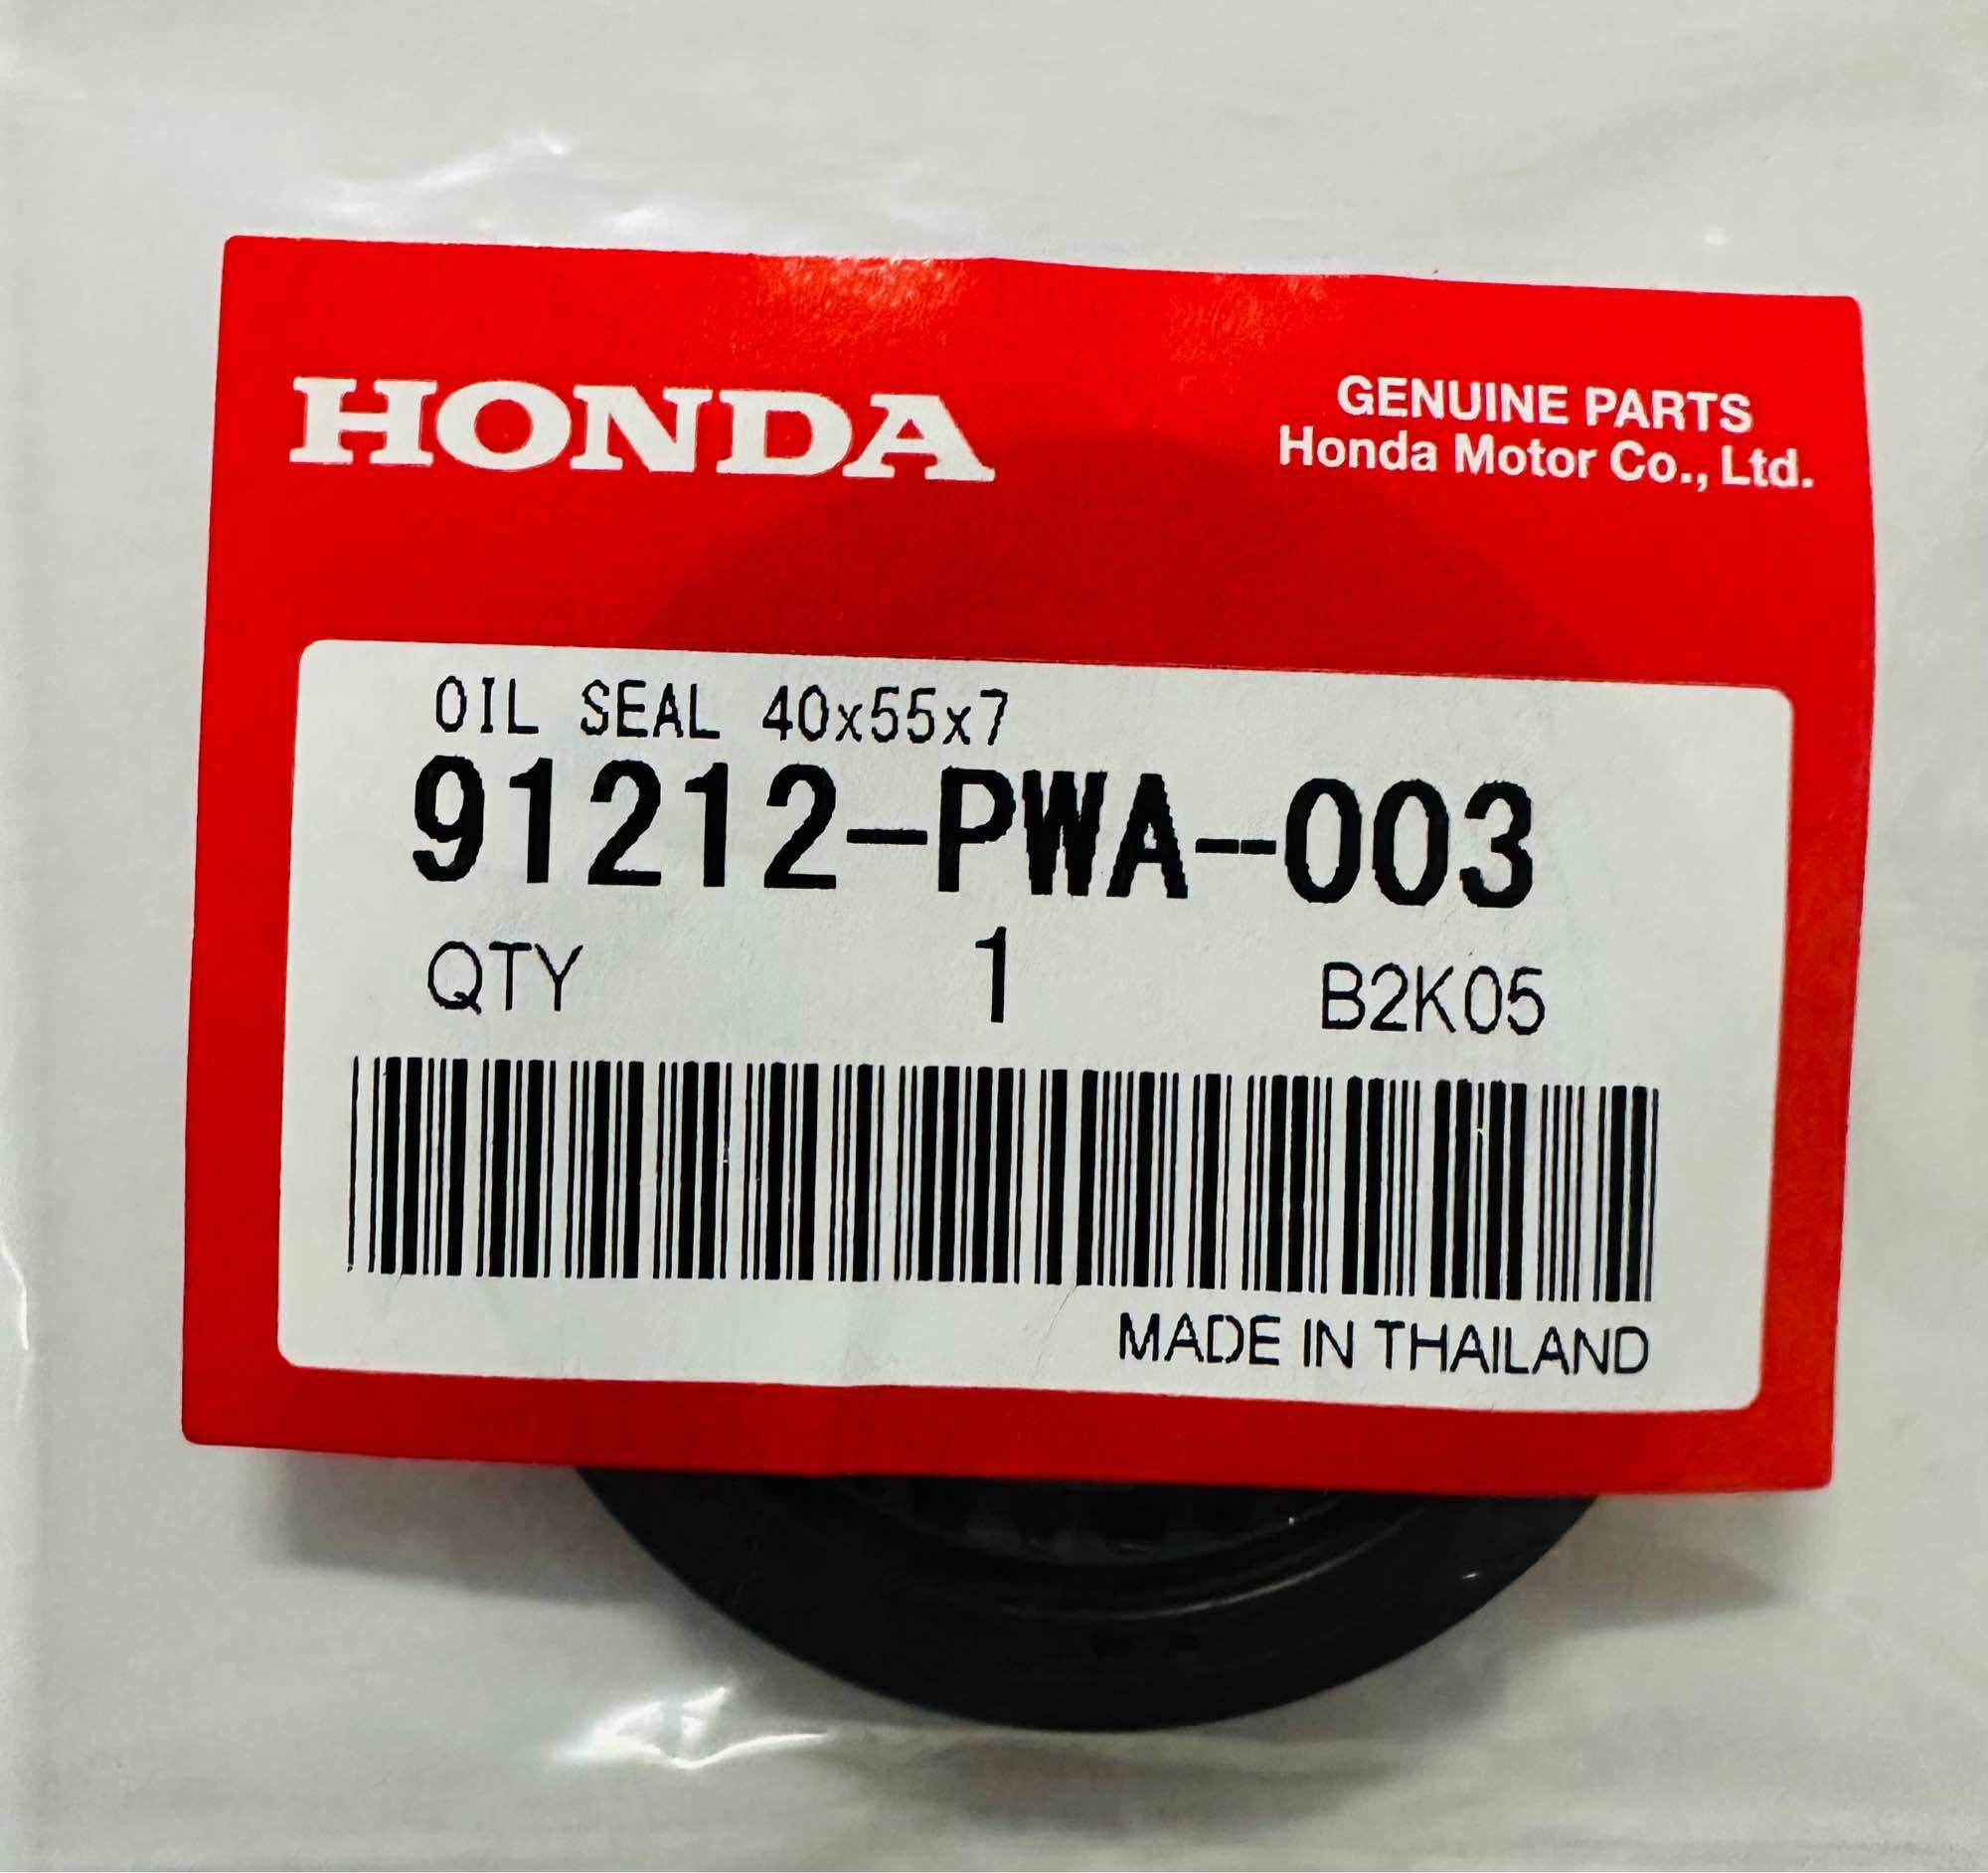 HONDA
GENUINE PARTS
Honda Motor Co., Ltd.
OIL SEAL 40x55x7
91212-PWA-003
QTY 1 B2K05
MADE IN THAILAND